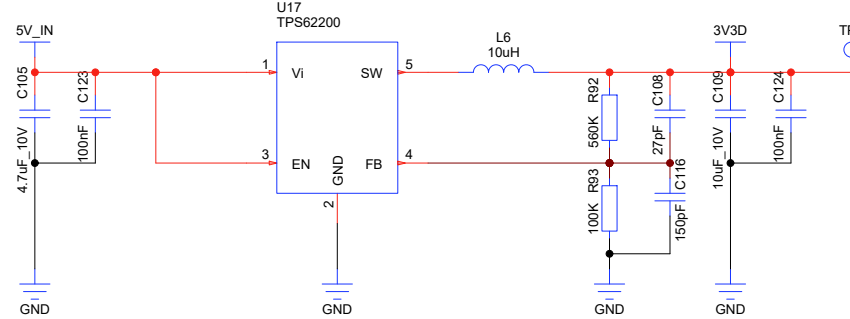 U17
TPS62200
5V_IN
L6
10uH
3V3D
TP
1
Vi
SW
5
C105
4.7uF_10V
C123
100nF
3
EN
GND
FB
4
2
R92
560K
C108
27pF
C109
10uF_10V
C124
100nF
R93
100K
C116
150pF
GND
GND
GND
GND